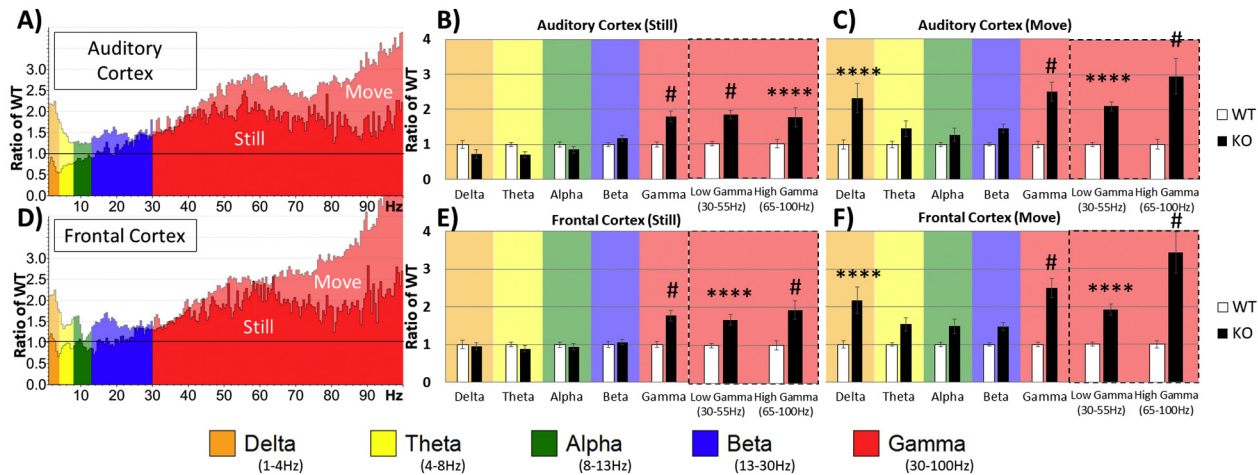 A)
Auditory
Cortex
Ratio of WT
3.0
2.5
2.0
1.5
1.0
0.5
0.0
Move
Still
10 20 30 40 50 60 70 80 90 Hz
B)
Auditory Cortex (Still)
Ratio of WT
4
3
2
1
0
# # ****
Delta Theta Alpha Beta Gamma Low Gamma High Gamma
(30-55Hz) (65-100Hz)
C)
Auditory Cortex (Move)
**** # **** #
Delta Theta Alpha Beta Gamma Low Gamma High Gamma
(30-55Hz) (65-100Hz)
WT
KO
D)
Frontal Cortex
Ratio of WT
3.0
2.5
2.0
1.5
1.0
0.5
0.0
Move
Still
10 20 30 40 50 60 70 80 90 Hz
E)
Frontal Cortex (Still)
Ratio of WT
4
3
2
1
0
# **** #
Delta Theta Alpha Beta Gamma Low Gamma High Gamma
(30-55Hz) (65-100Hz)
F)
Frontal Cortex (Move)
**** # **** #
Delta Theta Alpha Beta Gamma Low Gamma High Gamma
(30-55Hz) (65-100Hz)
WT
KO
Delta Theta Alpha Beta Gamma
(1-4Hz) (4-8Hz) (8-13Hz) (13-30Hz) (30-100Hz)